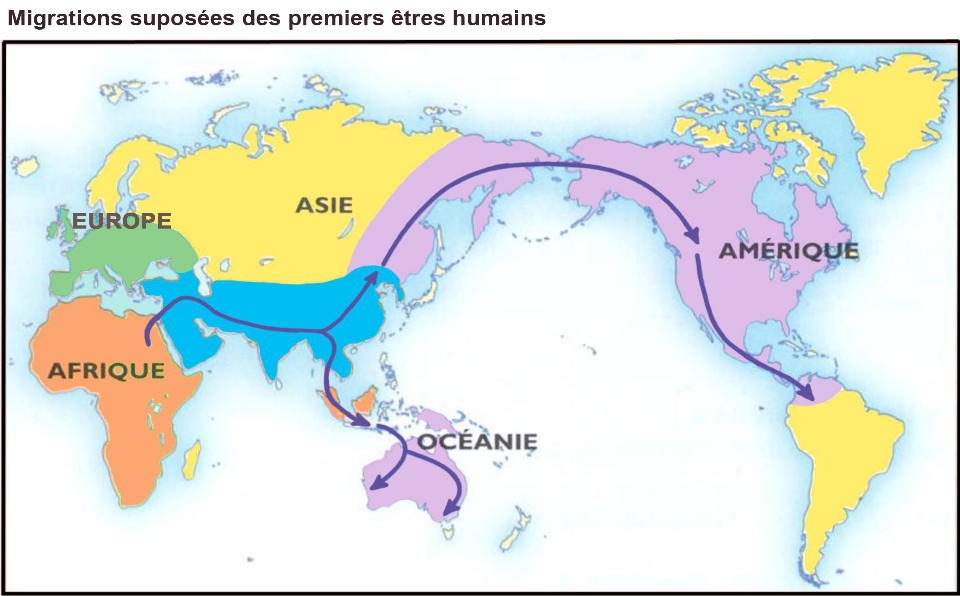 Migrations suposées des premiers êtres humains
EUROPE
ASIE
AMÉRIQUE
AFRIQUE
OCÉANIE